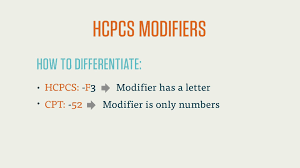 HCPCS MODIFIERS
HOW TO DIFFERENTIATE:
• HCPCS: -F3 ➡ Modifier has a letter
• CPT: -52 ➡ Modifier is only numbers